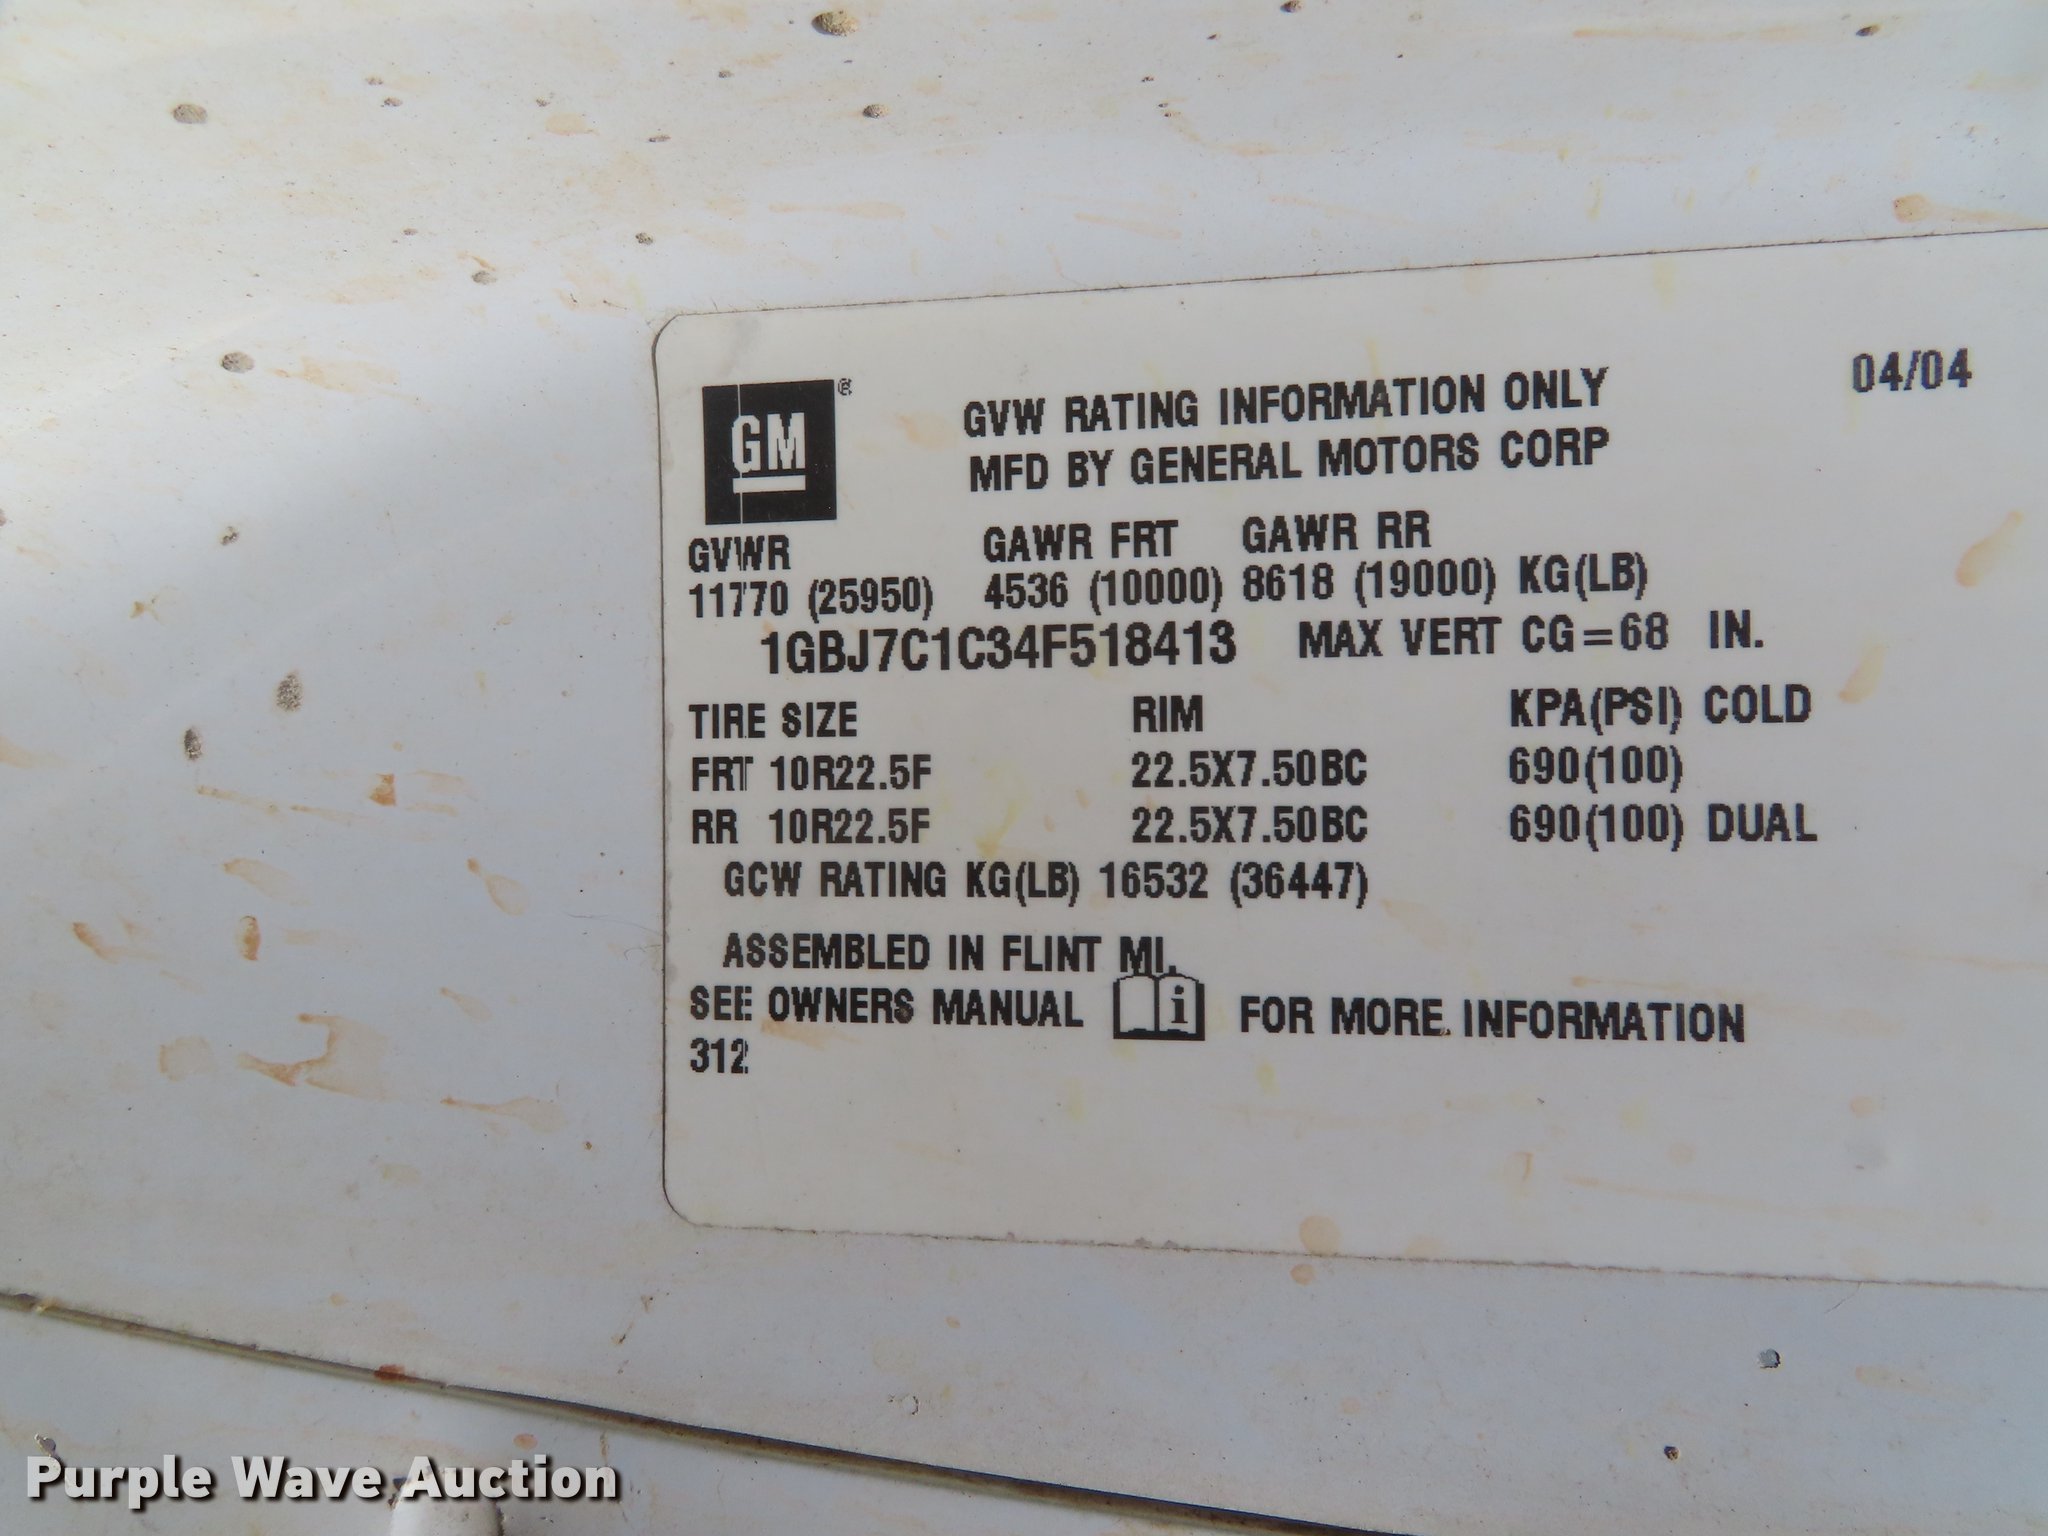 GM®
GVW RATING INFORMATION ONLY 04/04
MFD BY GENERAL MOTORS CORP
GVWR GAWR FRT GAWR RR
11770 (25950) 4536 (10000) 8618 (19000) KG(LB)
1GBJ7C1C34F518413 MAX VERT CG=68 IN.
TIRE SIZE RIM KPA(PSI) COLD
FRT 10R22.5F 22.5X7.50BC 690(100)
RR 10R22.5F 22.5X7.50BC 690(100) DUAL
GCW RATING KG(LB) 16532 (36447)
ASSEMBLED IN FLINT MI.
SEE OWNERS MANUAL i FOR MORE INFORMATION
312
Purple Wave Auction